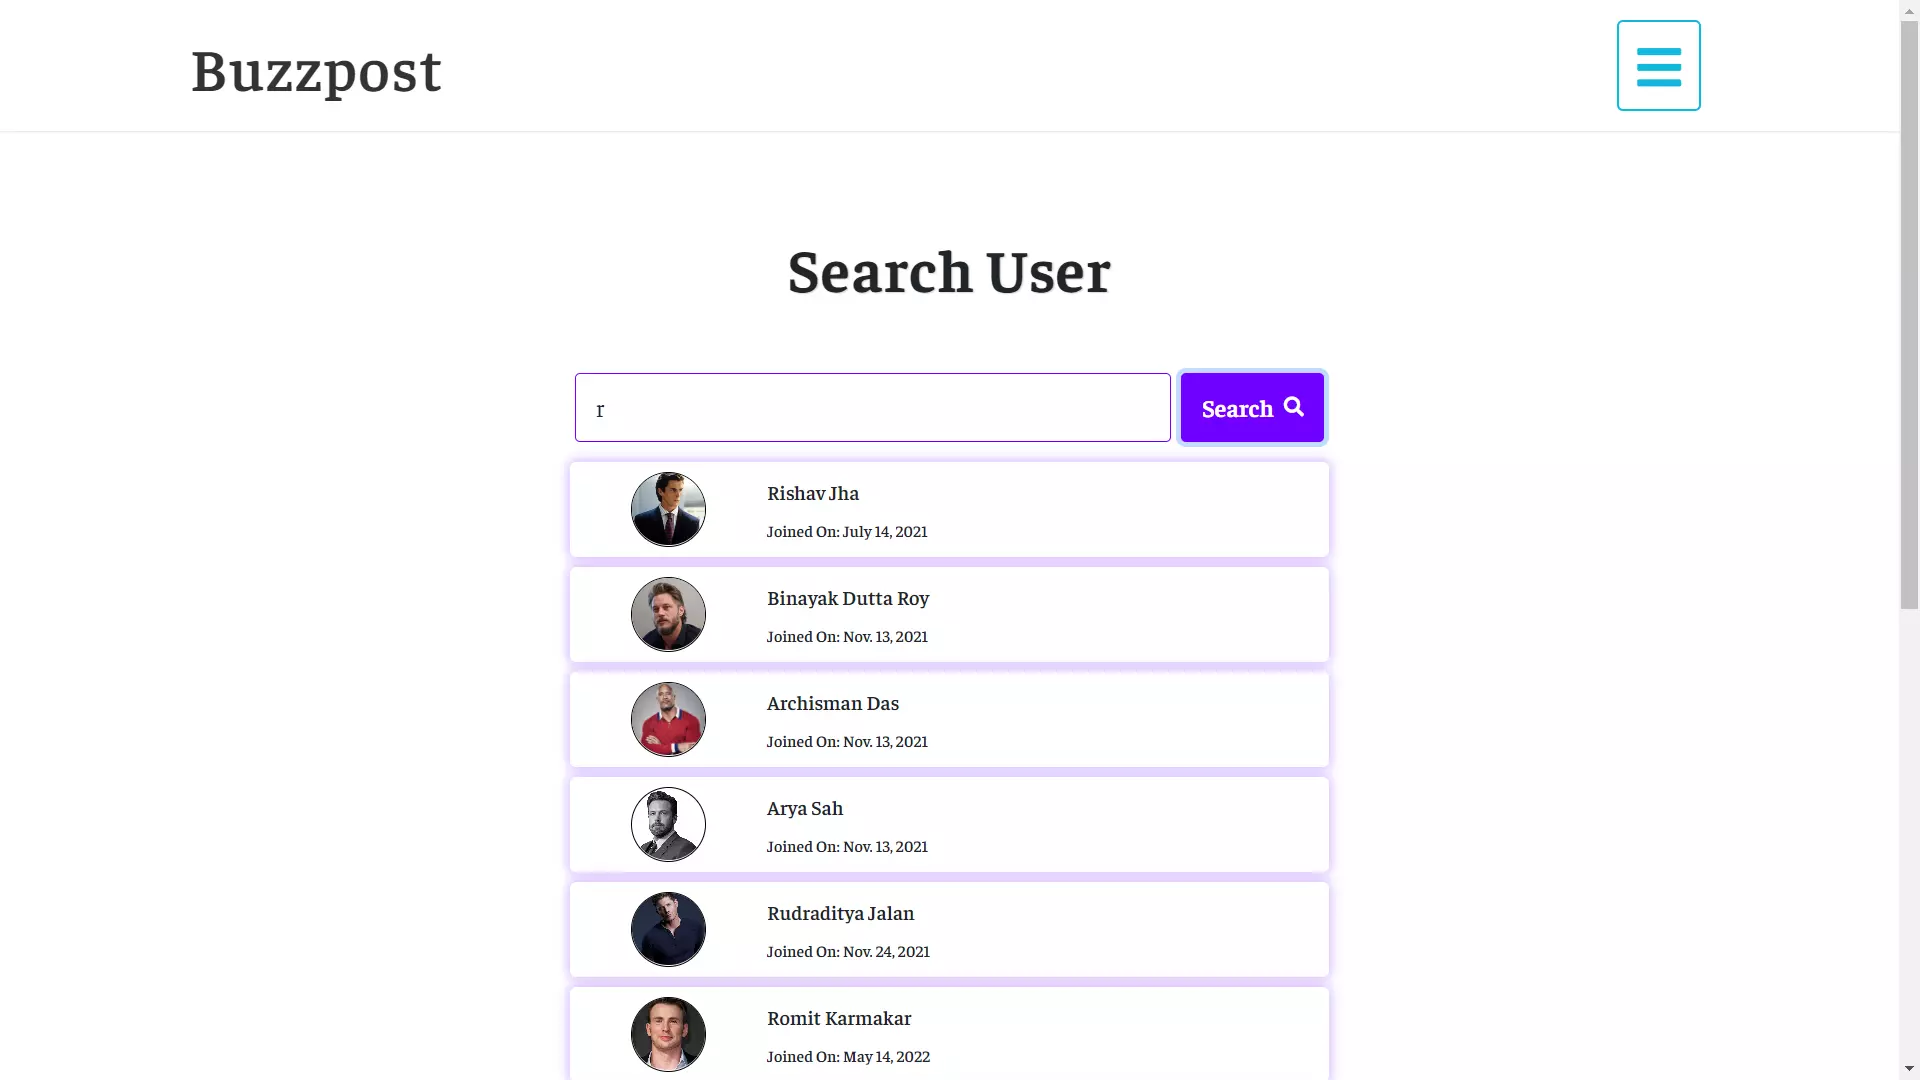 Buzzpost
Search User
r
Search
Rishav Jha
Joined On: July 14, 2021
Binayak Dutta Roy
Joined On: Nov. 13, 2021
Archisman Das
Joined On: Nov. 13, 2021
Arya Sah
Joined On: Nov. 13, 2021
Rudraditya Jalan
Joined On: Nov. 24, 2021
Romit Karmakar
Joined On: May 14, 2022